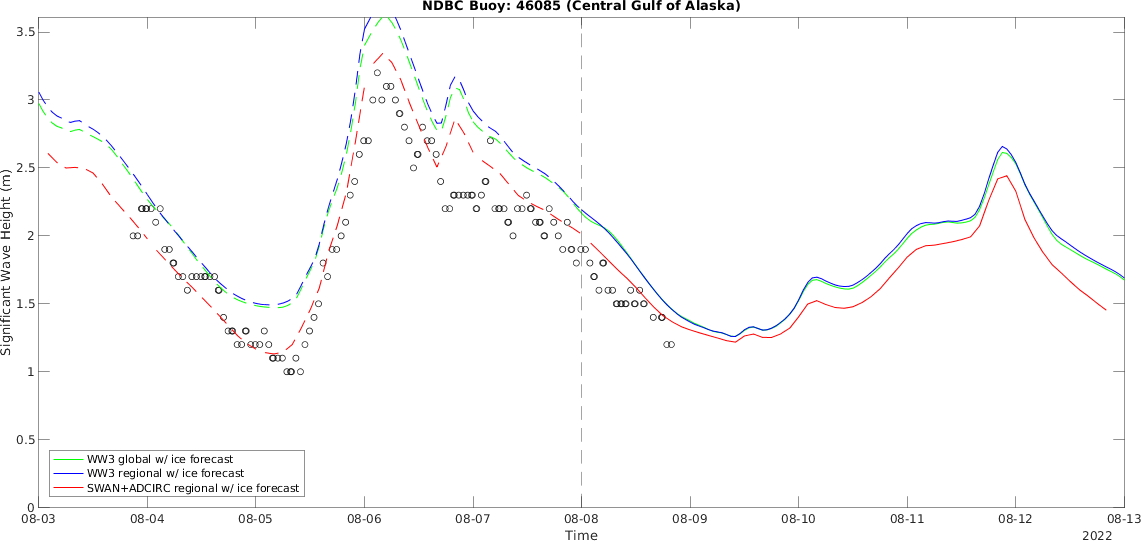 NDBC Buoy: 46085 (Central Gulf of Alaska)
Significant Wave Height (m)
3.5
3
2.5
2
1.5
1
0.5
0
WW3 global w/ ice forecast
WW3 regional w/ ice forecast
SWAN+ADCIRC regional w/ ice forecast
08-03 08-04 08-05 08-06 08-07 08-08 08-09 08-10 08-11 08-12 08-13
Time
2022